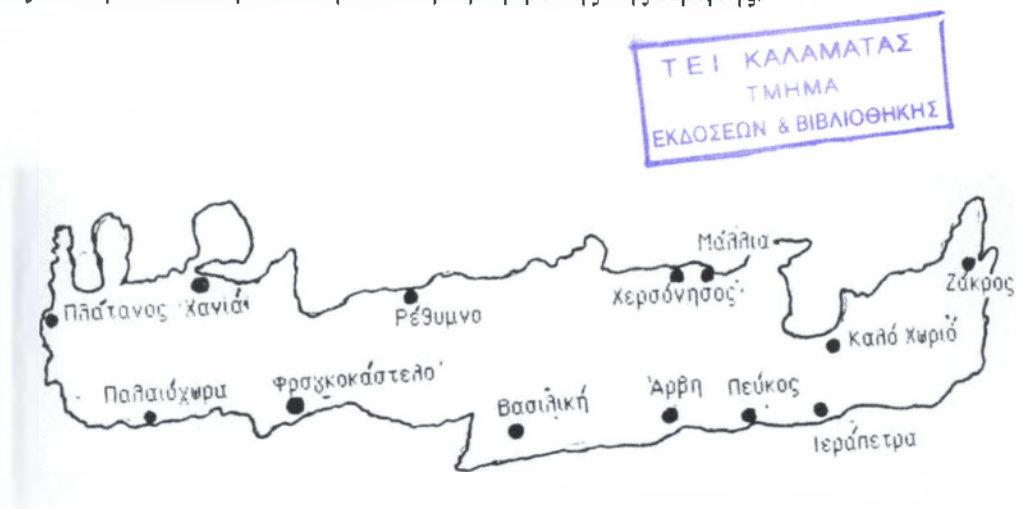 ΤΕΙ ΚΑΛΑΜΑΤΑΣ
ΤΜΗΜΑ
ΕΚΔΟΣΕΩΝ & ΒΙΒΛΙΟΘΗΚΗΣ
Μάλλια
Χερσόνησος
Ζάκρος
Πλάτανος
Χανιά
Ρέθυμνο
Καλό Χωριό
Παλαιόχωρα
Φραγκοκάστελο
Βασιλική
Άρβη
Πεύκος
Ιεράπετρα